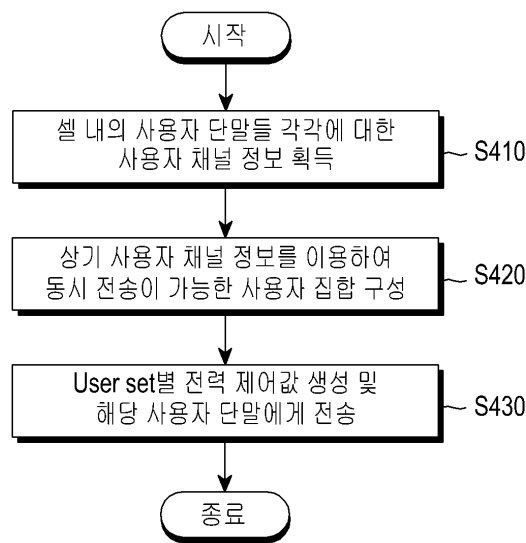 시작
셀 내의 사용자 단말들 각각에 대한
사용자 채널 정보 획득
S410
상기 사용자 채널 정보를 이용하여
동시 전송이 가능한 사용자 집합 구성
S420
User set별 전력 제어값 생성 및
해당 사용자 단말에게 전송
S430
종료